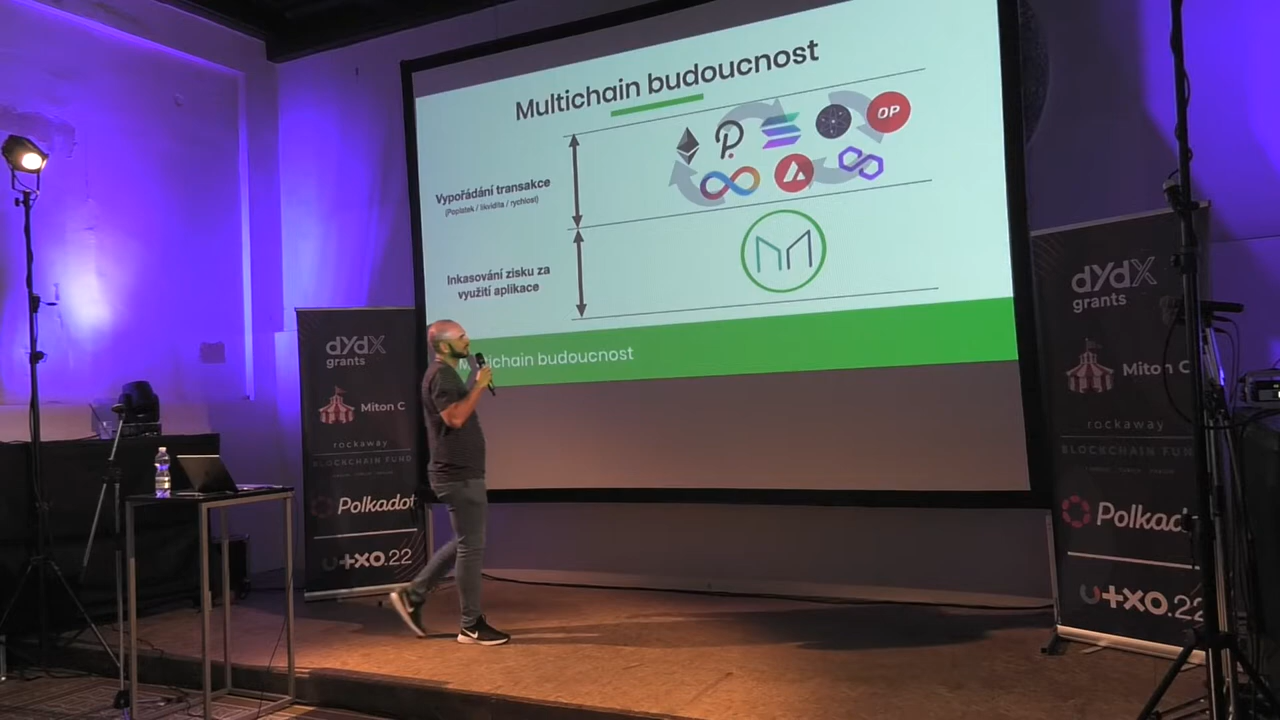 Multichain budoucnost
Vypořádání transakce
(Poplatek / likvidita / rychlost)
OP
Inkasování zisku za
využití aplikace
Multichain budoucnost
dYdX
grants
Miton C
rockaway
BLOCKCHAIN FUND
Polkadot
utxo.22
dYdX
grants
Miton C
rockaway
BLOCKCHAIN FUN
Polkad
utxo.22